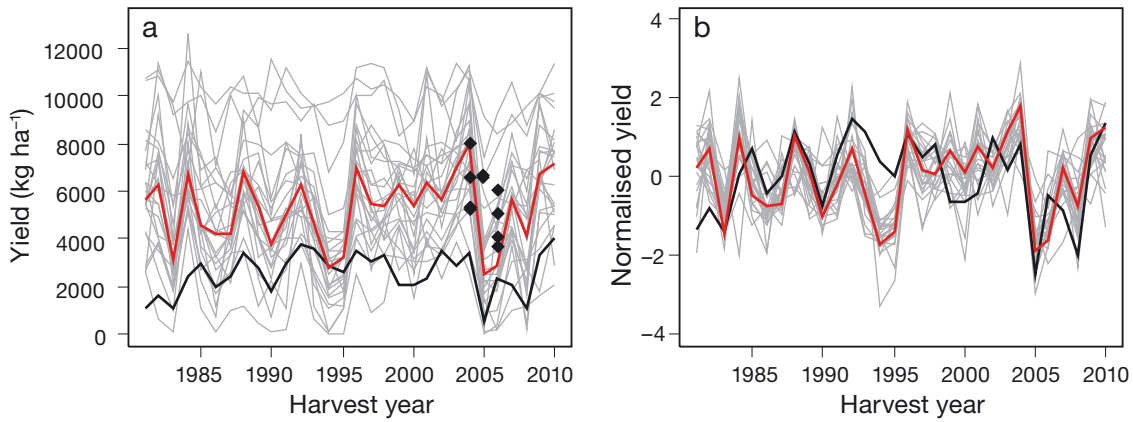 a
12000
10000
8000
6000
4000
2000
0
Yield (kg ha⁻¹)
1985 1990 1995 2000 2005 2010
Harvest year
b
4
2
0
−2
−4
Normalised yield
1985 1990 1995 2000 2005 2010
Harvest year